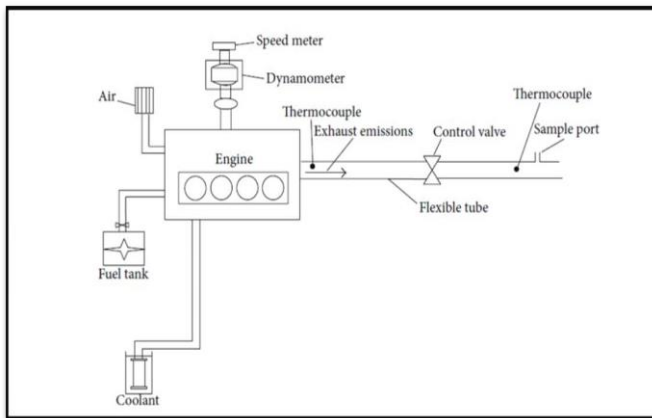 Speed meter
Dynamometer
Air
Thermocouple
Exhaust emissions
Control valve
Thermocouple
Sample port
Engine
Flexible tube
Fuel tank
Coolant